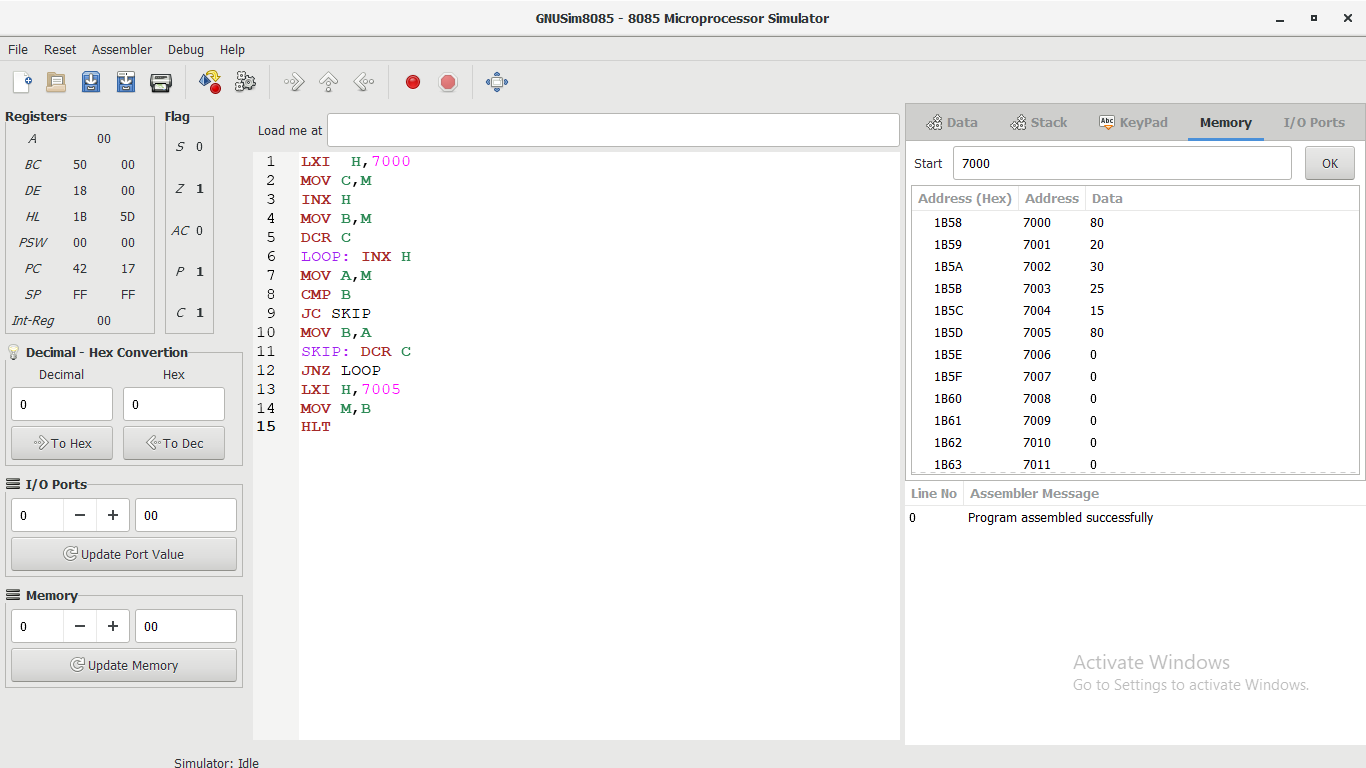 GNUSim8085 - 8085 Microprocessor Simulator
File Reset Assembler Debug Help
Registers
A 00
BC 50 00
DE 18 00
HL 1B 5D
PSW 00 00
PC 42 17
SP FF FF
Int-Reg 00
Flag
S 0
Z 1
AC 0
P 1
C 1
Decimal - Hex Convertion
Decimal Hex
0 0
To Hex To Dec
I/O Ports
0 − + 00
Update Port Value
Memory
0 − + 00
Update Memory
Load me at
1 LXI  H,7000
2 MOV C,M
3 INX H
4 MOV B,M
5 DCR C
6 LOOP: INX H
7 MOV A,M
8 CMP B
9 JC SKIP
10 MOV B,A
11 SKIP: DCR C
12 JNZ LOOP
13 LXI H,7005
14 MOV M,B
15 HLT
Data Stack Abc KeyPad Memory I/O Ports
Start 7000 OK
Address (Hex) Address Data
1B58 7000 80
1B59 7001 20
1B5A 7002 30
1B5B 7003 25
1B5C 7004 15
1B5D 7005 80
1B5E 7006 0
1B5F 7007 0
1B60 7008 0
1B61 7009 0
1B62 7010 0
1B63 7011 0
Line No Assembler Message
0 Program assembled successfully
Activate Windows
Go to Settings to activate Windows.
Simulator: Idle